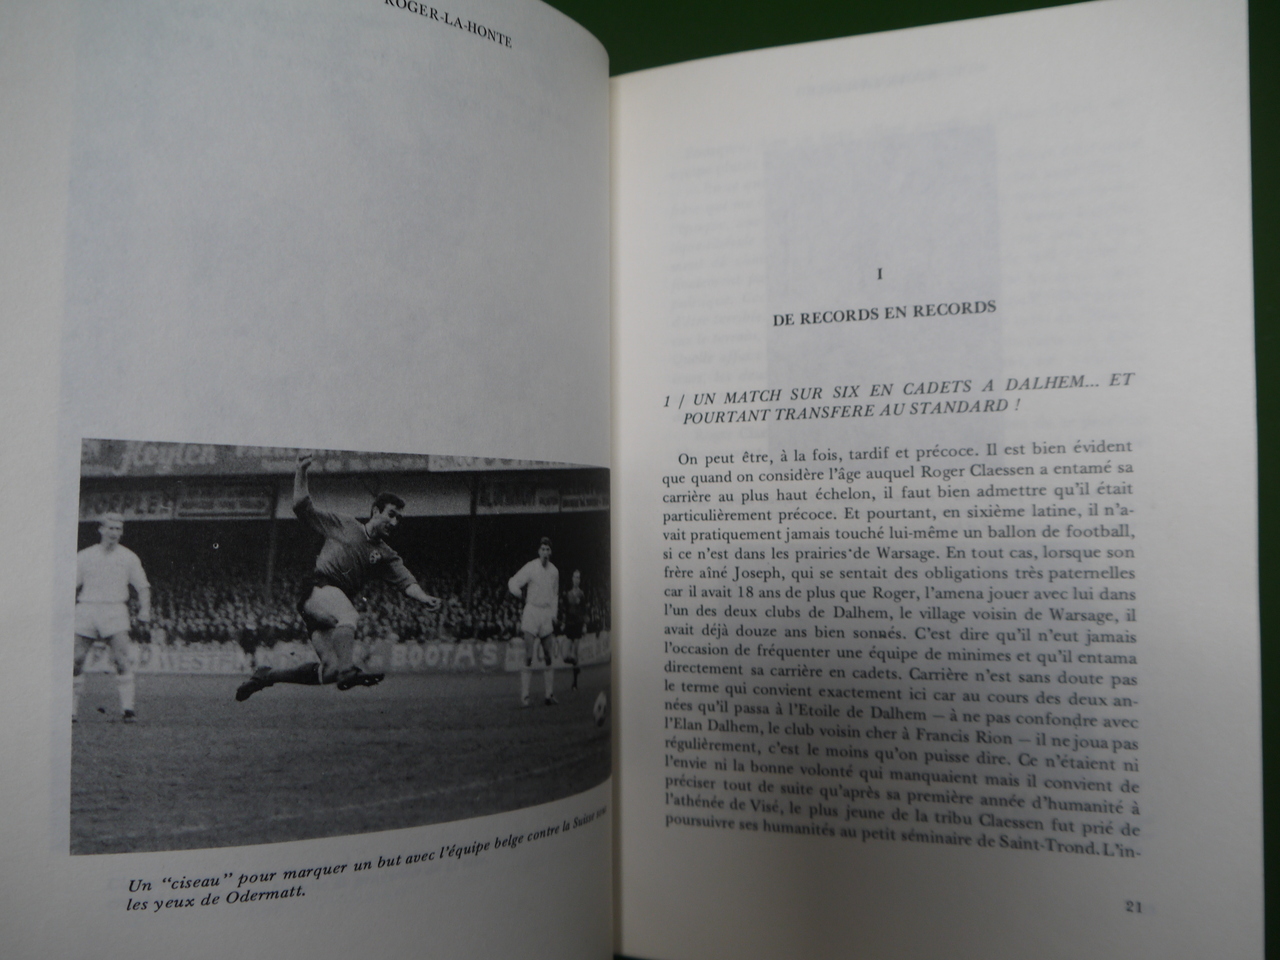 ROGER-LA-HONTE
BOOTH'S
Un “ciseau” pour marquer un but avec l'équipe belge contre la Suisse sous
les yeux de Odermatt.
I
DE RECORDS EN RECORDS
1 / UN MATCH SUR SIX EN CADETS A DALHEM... ET
POURTANT TRANSFERE AU STANDARD !
On peut être, à la fois, tardif et précoce. Il est bien évident
que quand on considère l'âge auquel Roger Claessen a entamé sa
carrière au plus haut échelon, il faut bien admettre qu'il était
particulièrement précoce. Et pourtant, en sixième latine, il n'a-
vait pratiquement jamais touché lui-même un ballon de football,
si ce n'est dans les prairies de Warsage. En tout cas, lorsque son
frère aîné Joseph, qui se sentait des obligations très paternelles
car il avait 18 ans de plus que Roger, l'amena jouer avec lui dans
l'un des deux clubs de Dalhem, le village voisin de Warsage, il
avait déjà douze ans bien sonnés. C'est dire qu'il n'eut jamais
l'occasion de fréquenter une équipe de minimes et qu'il entama
directement sa carrière en cadets. Carrière n'est sans doute pas
le terme qui convient exactement ici car au cours des deux an-
nées qu'il passa à l'Etoile de Dalhem — à ne pas confondre avec
l'Elan Dalhem, le club voisin cher à Francis Rion — il ne joua pas
régulièrement, c'est le moins qu'on puisse dire. Ce n'étaient ni
l'envie ni la bonne volonté qui manquaient mais il convient de
préciser tout de suite qu'après sa première année d'humanité à
l'athénée de Visé, le plus jeune de la tribu Claessen fut prié de
poursuivre ses humanités au petit séminaire de Saint-Trond. L'in-
21